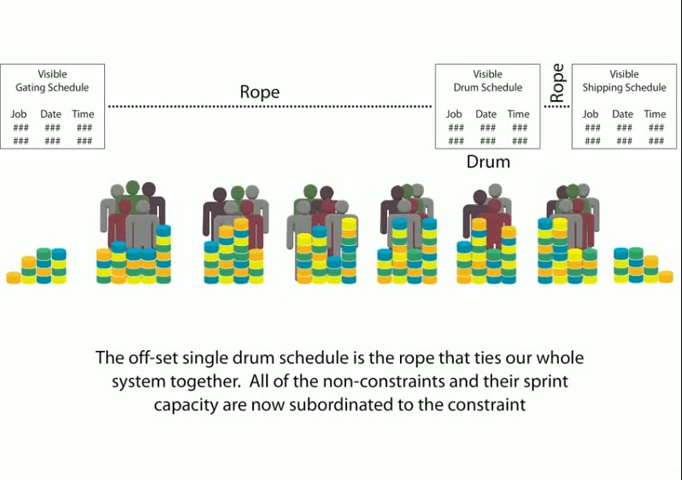 Visible
Gating Schedule
Job Date Time
### ### ###
### ### ###
Rope
Visible
Drum Schedule
Job Date Time
### ### ###
### ### ###
Drum
Rope
Visible
Shipping Schedule
Job Date Time
### ### ###
### ### ###
The off-set single drum schedule is the rope that ties our whole
system together. All of the non-constraints and their sprint
capacity are now subordinated to the constraint